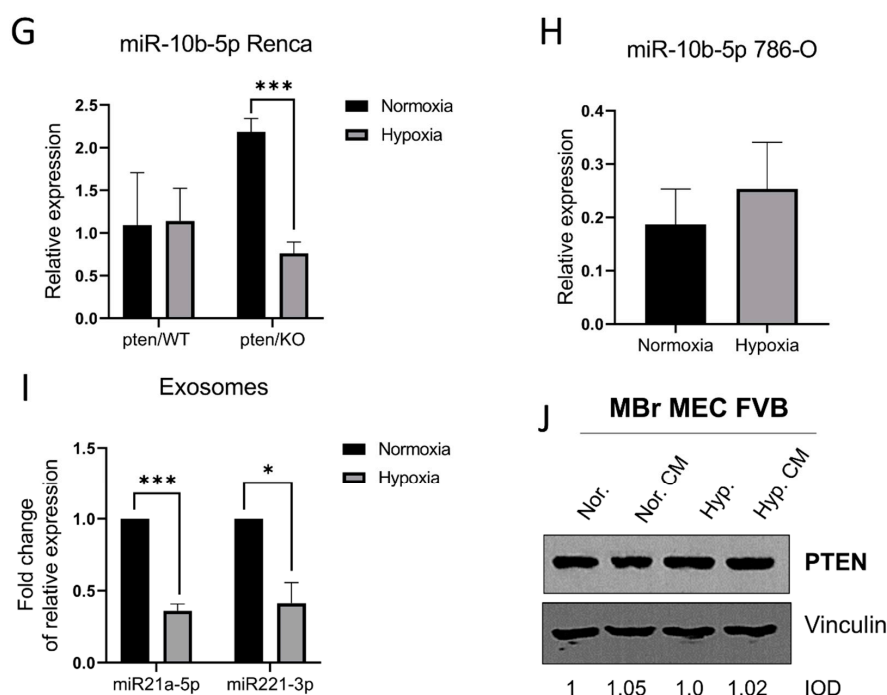 G
miR-10b-5p Renca
***
Normoxia
Hypoxia
Relative expression
2.5
2.0
1.5
1.0
0.5
0.0
pten/WT pten/KO
H
miR-10b-5p 786-O
Relative expression
0.4
0.3
0.2
0.1
0.0
Normoxia Hypoxia
I
Exosomes
Normoxia
Hypoxia
*** *
Fold change
of relative expression
1.5
1.0
0.5
0.0
miR21a-5p miR221-3p
J
MBr MEC FVB
Nor. Nor. CM Hyp. Hyp. CM
PTEN
Vinculin
1 1.05 1.0 1.02 IOD